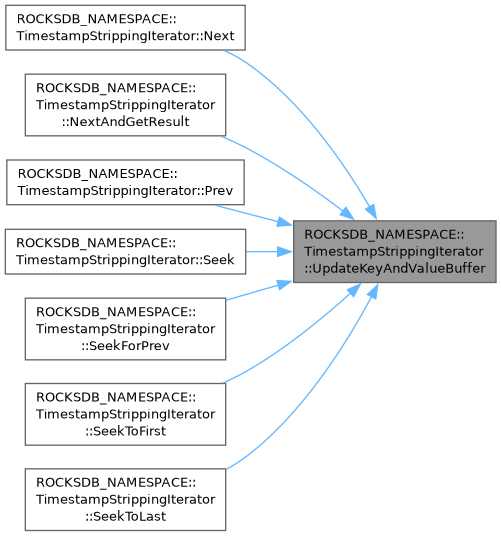 ROCKSDB_NAMESPACE::
TimestampStrippingIterator::Next
ROCKSDB_NAMESPACE::
TimestampStrippingIterator
::NextAndGetResult
ROCKSDB_NAMESPACE::
TimestampStrippingIterator::Prev
ROCKSDB_NAMESPACE::
TimestampStrippingIterator::Seek
ROCKSDB_NAMESPACE::
TimestampStrippingIterator
::SeekForPrev
ROCKSDB_NAMESPACE::
TimestampStrippingIterator
::SeekToFirst
ROCKSDB_NAMESPACE::
TimestampStrippingIterator
::SeekToLast
ROCKSDB_NAMESPACE::
TimestampStrippingIterator
::UpdateKeyAndValueBuffer